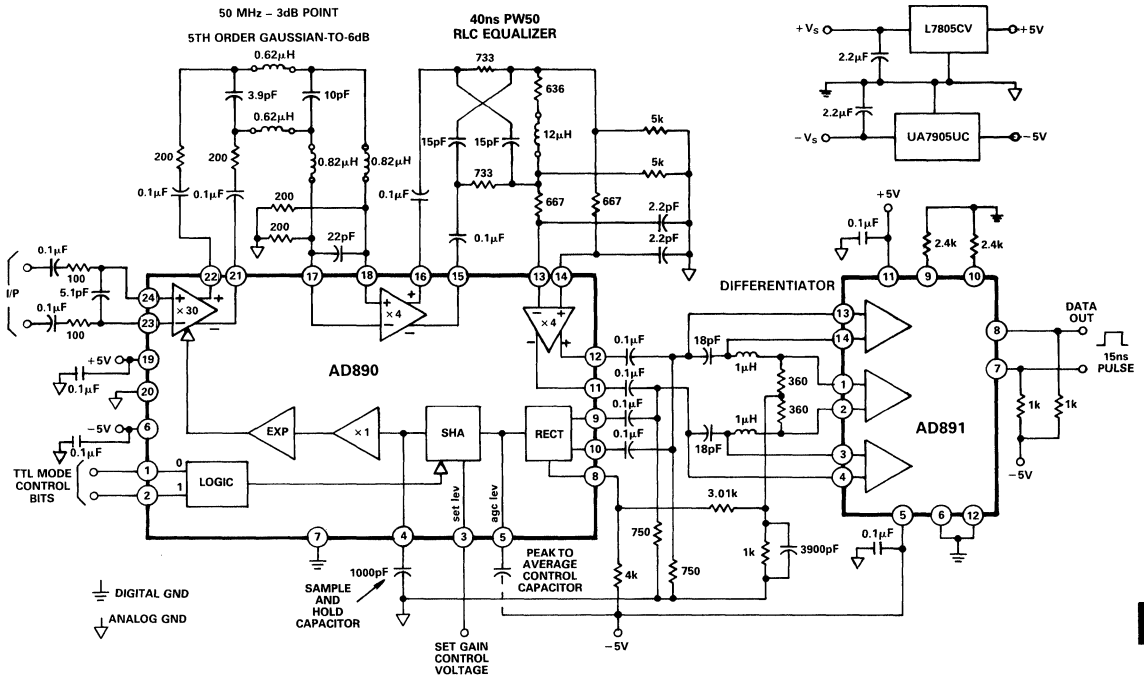 50 MHz – 3dB POINT
5TH ORDER GAUSSIAN-TO-6dB
0.62μH
3.9pF
10pF
0.62μH
200
200
0.82μH
0.82μH
0.1μF
0.1μF
200
200
22pF
40ns PW50
RLC EQUALIZER
733
636
15pF
15pF
12μH
5k
5k
733
0.1μF
667
667
2.2pF
2.2pF
0.1μF
+VS
L7805CV
+5V
2.2μF
2.2μF
–VS
UA7905UC
–5V
+5V
0.1μF
2.4k
2.4k
I/P
0.1μF
100
5.1pF
0.1μF
100
22
21
17
18
16
15
13
14
24
23
+
–
×30
+
–
+
–
×4
+
–
–
+
×4
–
+
+5V
19
0.1μF
20
–5V
6
0.1μF
TTL MODE
CONTROL
BITS
1
2
0
1
LOGIC
AD890
EXP
×1
SHA
RECT
set lev
agc lev
12
11
9
10
8
7
4
3
5
0.1μF
0.1μF
0.1μF
0.1μF
DIFFERENTIATOR
18pF
1μH
360
360
1μH
18pF
11
9
10
13
14
1
2
3
4
AD891
8
7
5
6
12
DATA
OUT
15ns
PULSE
1k
1k
–5V
0.1μF
3.01k
750
750
1k
3900pF
4k
–5V
1000pF
SAMPLE
AND
HOLD
CAPACITOR
PEAK TO
AVERAGE
CONTROL
CAPACITOR
SET GAIN
CONTROL
VOLTAGE
DIGITAL GND
ANALOG GND